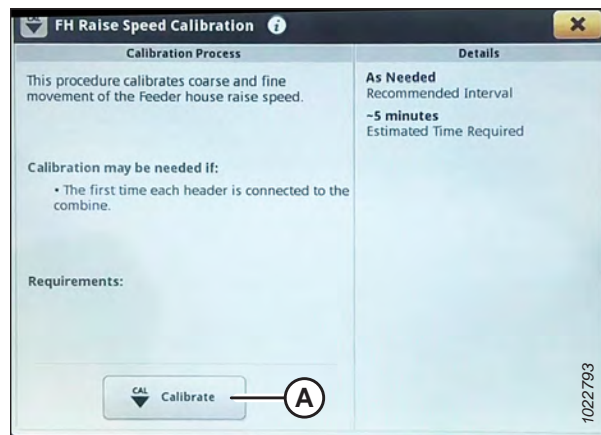 CAL
FH Raise Speed Calibration i
Calibration Process
Details
This procedure calibrates coarse and fine
movement of the Feeder house raise speed.
Calibration may be needed if:
• The first time each header is connected to the
combine.
Requirements:
As Needed
Recommended Interval
~5 minutes
Estimated Time Required
CAL
Calibrate
A
1022793